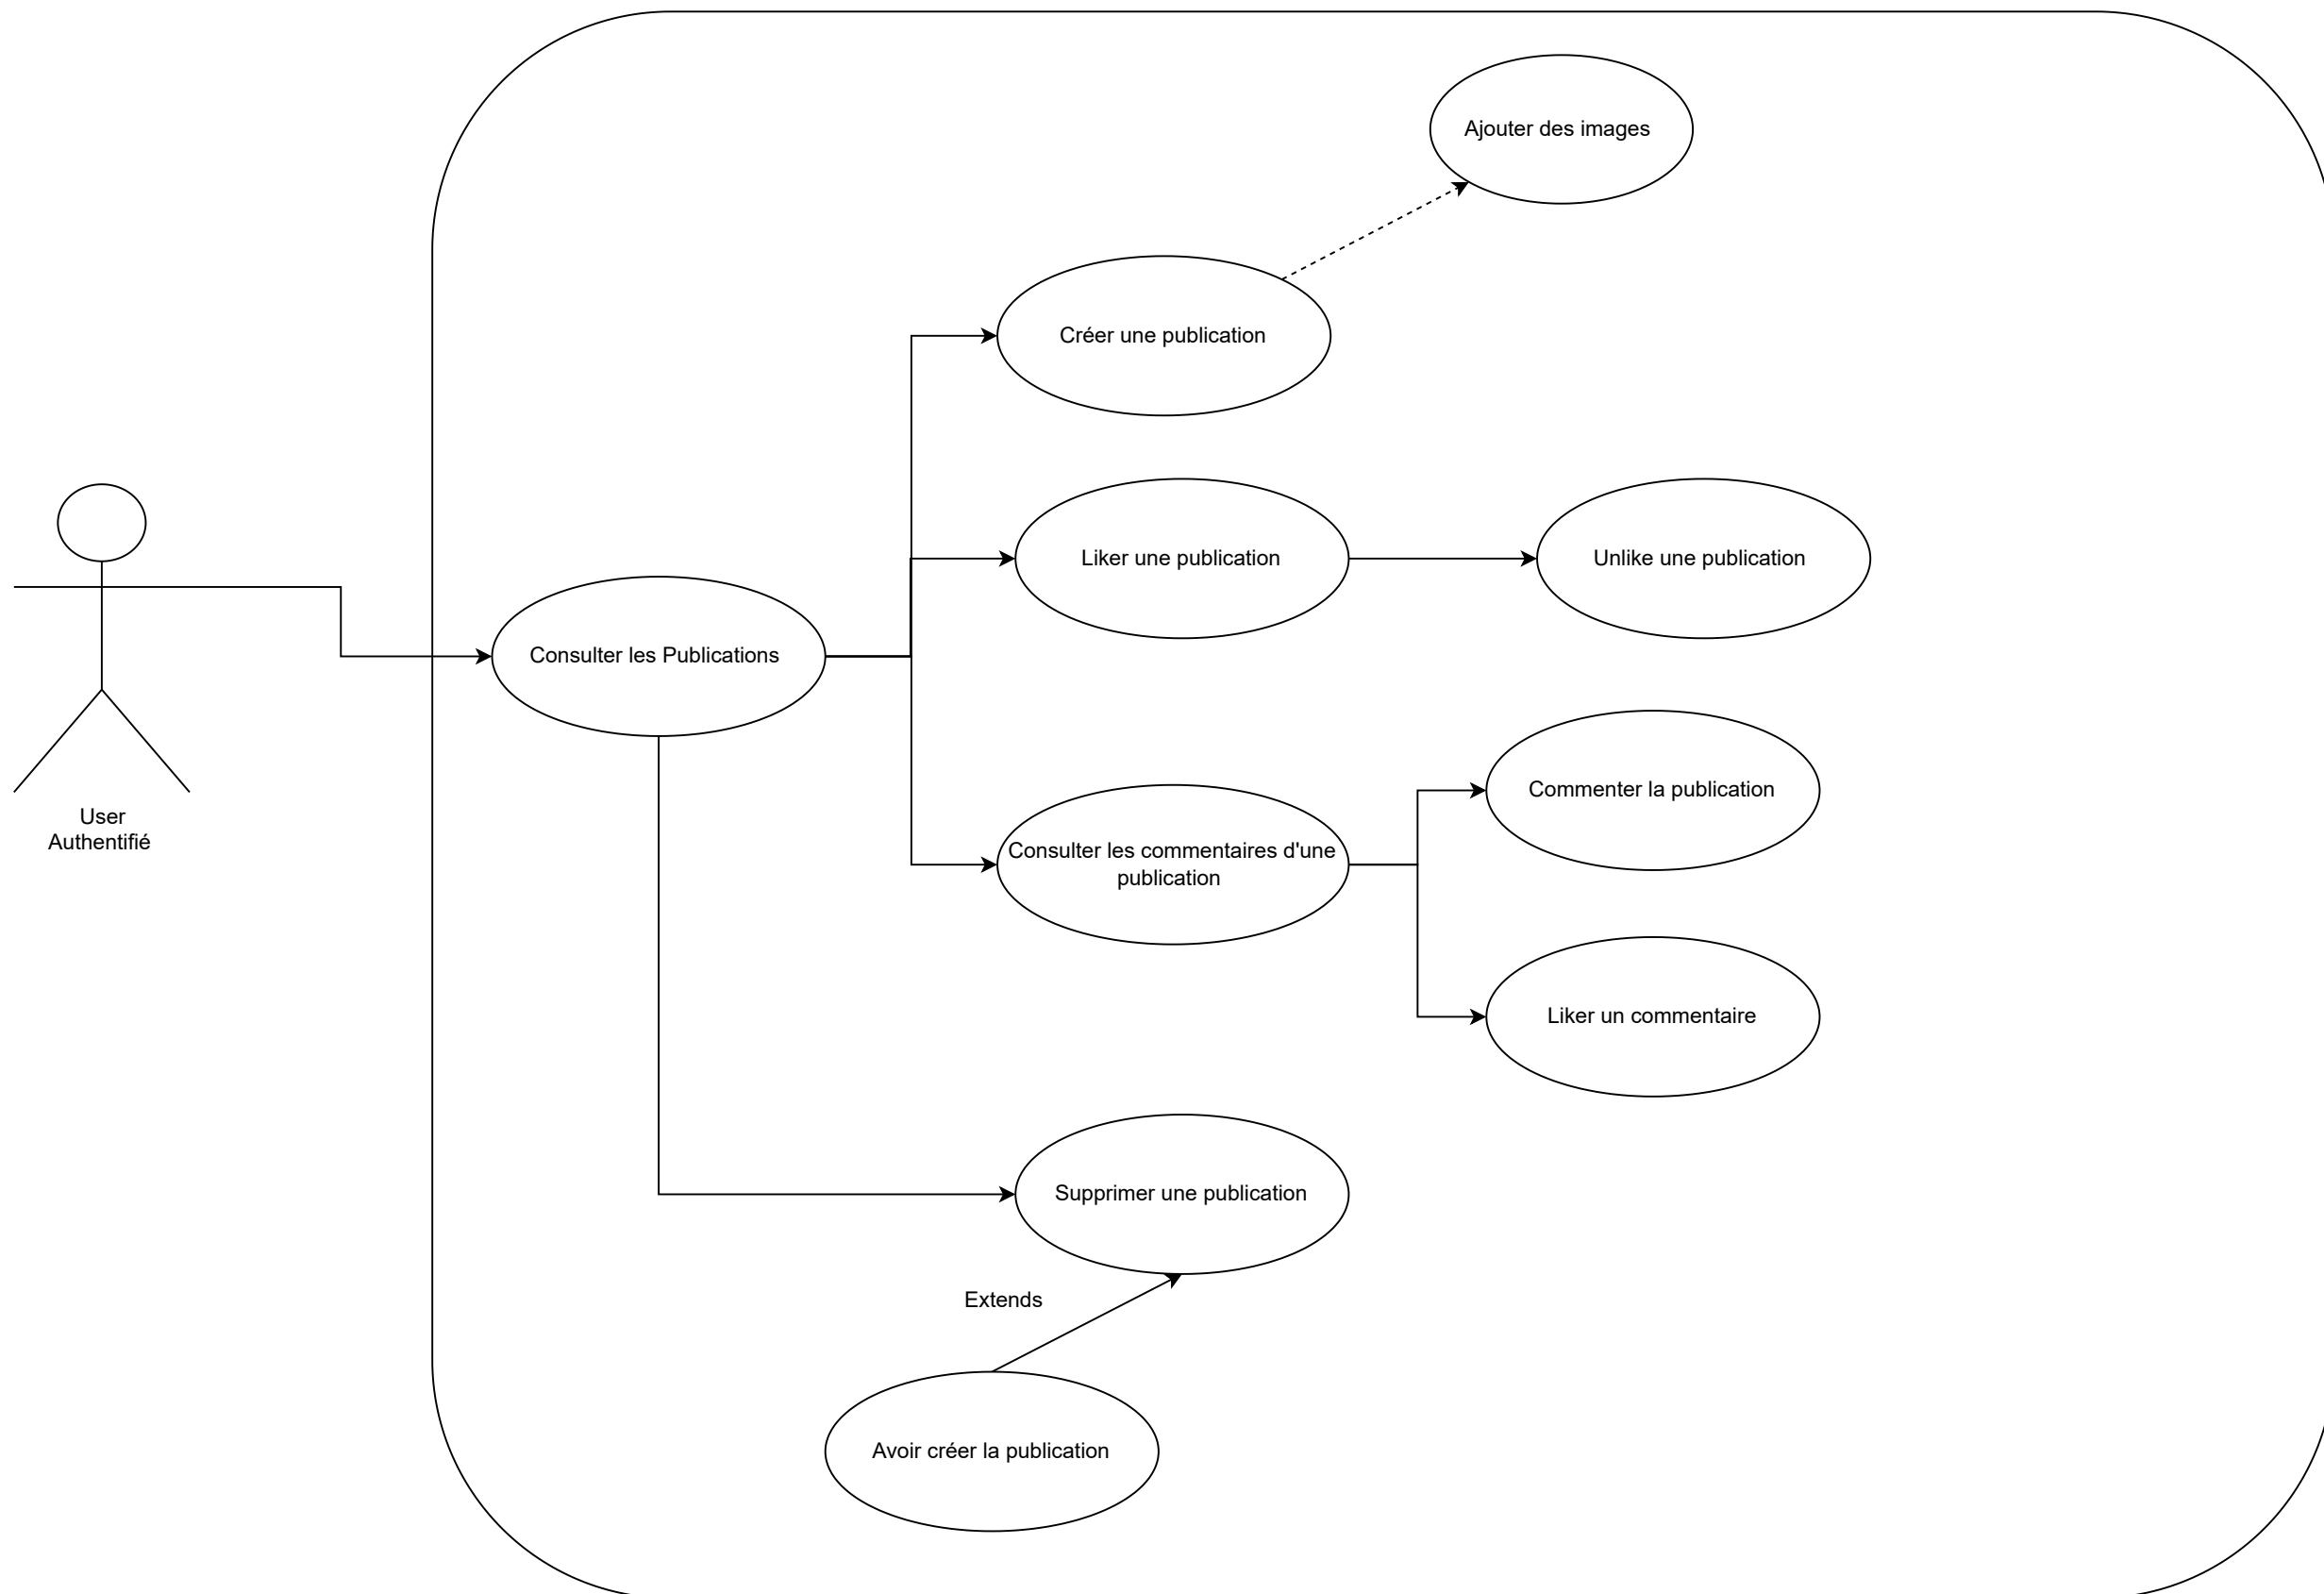 Ajouter des images
Créer une publication
Liker une publication
Unlike une publication
Consulter les Publications
Commenter la publication
User
Authentifié
Consulter les commentaires d'une
publication
Liker un commentaire
Supprimer une publication
Extends
Avoir créer la publication